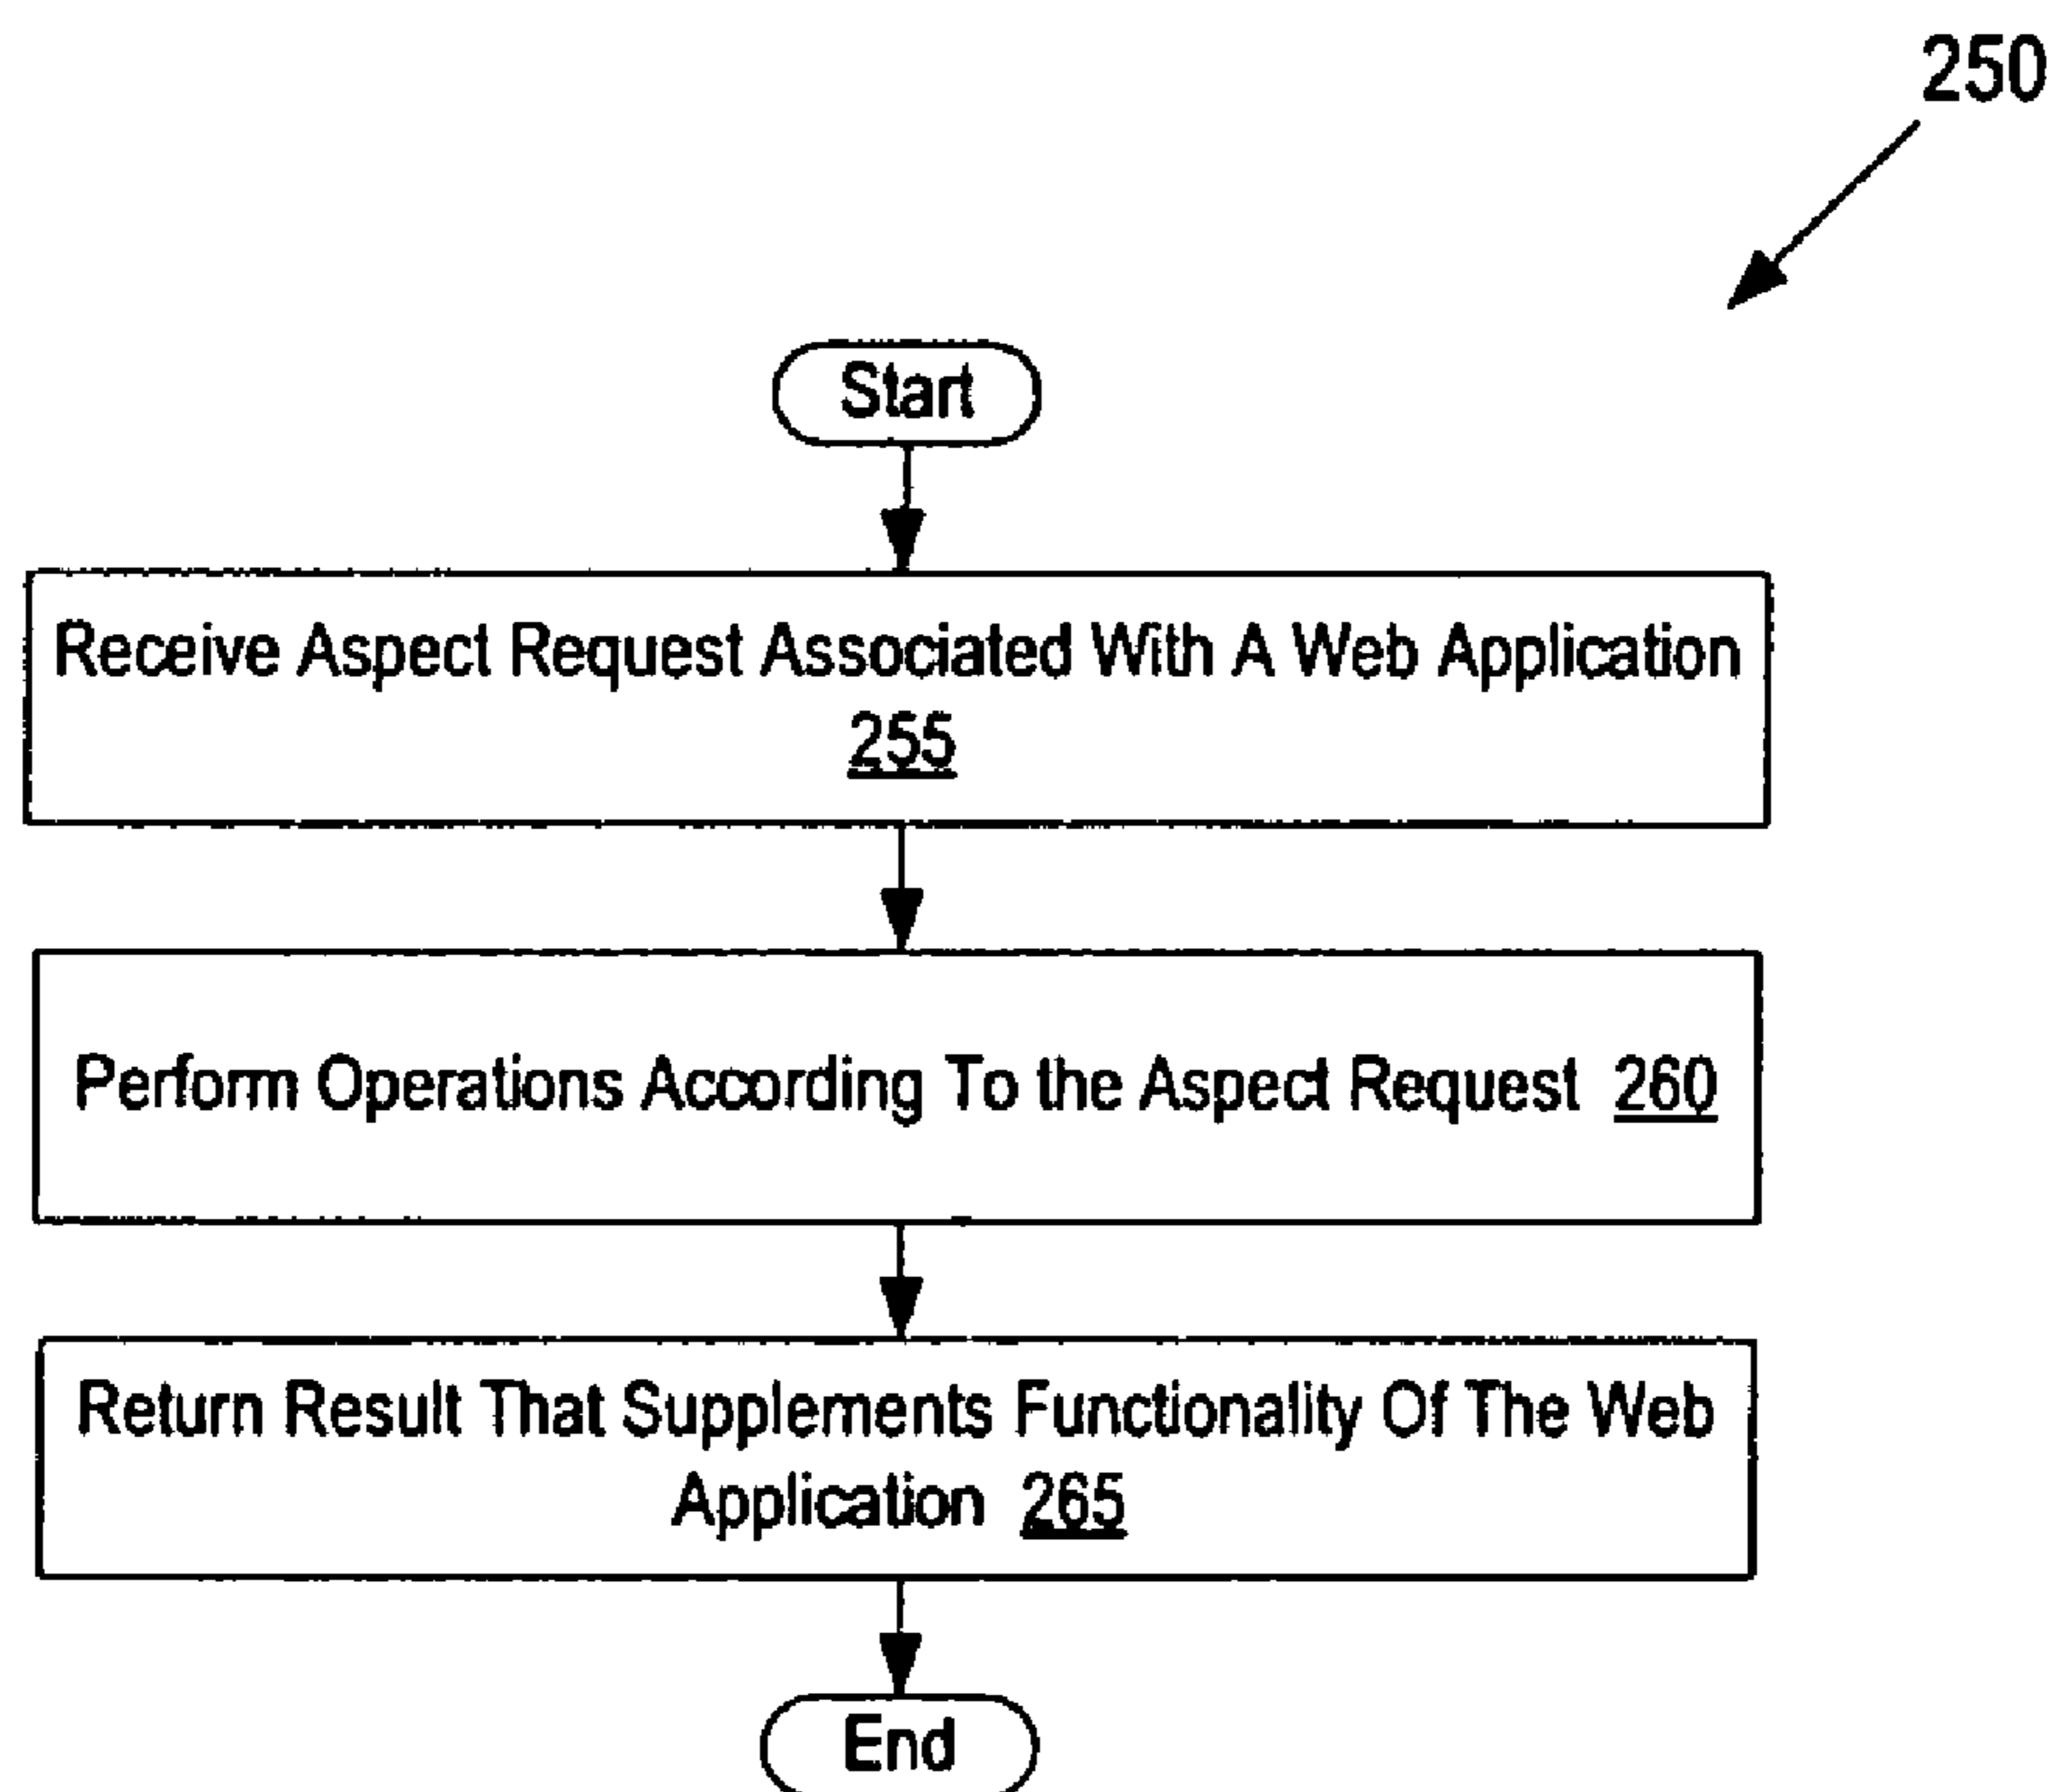 250
Start
Receive Aspect Request Associated With A Web Application
255
Perform Operations According To the Aspect Request 260
Return Result That Supplements Functionality Of The Web
Application 265
End